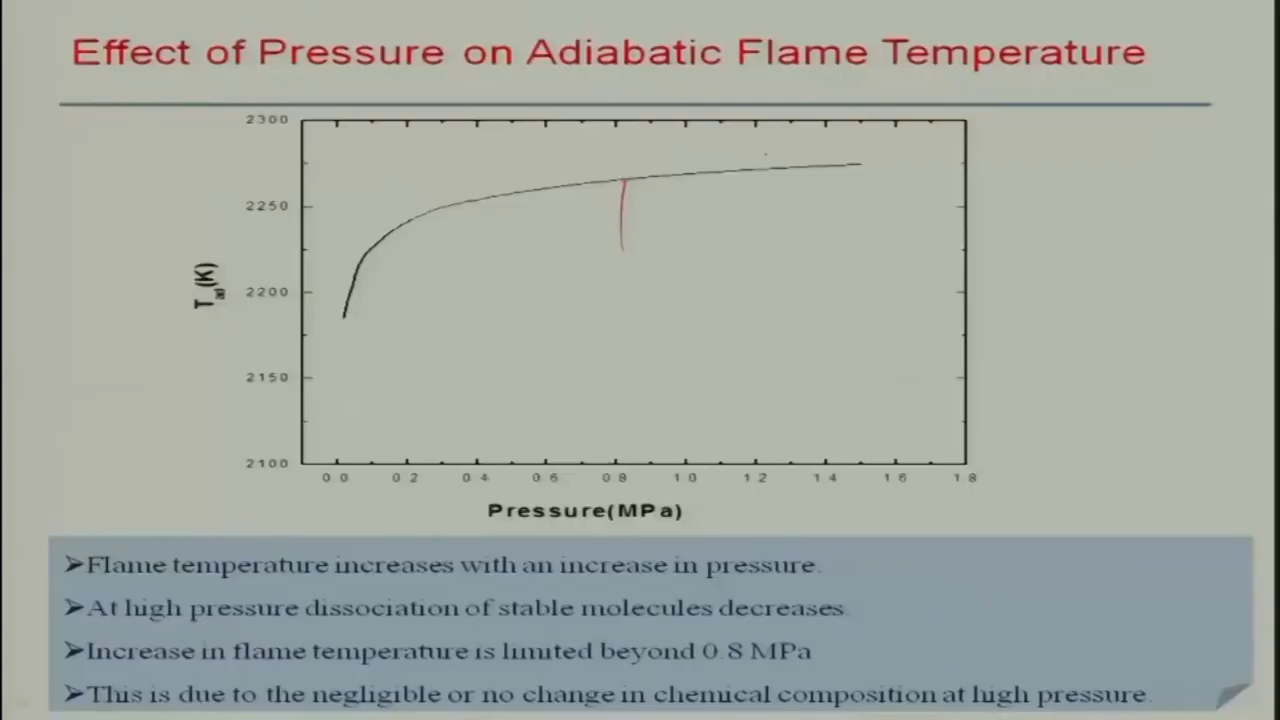 Effect of Pressure on Adiabatic Flame Temperature
2300
2250
2200
2150
2100
Tad(K)
0 0 0 2 0 4 0 6 0 8 1 0 1 2 1 4 1 6 1 8
Pressure(MPa)
➢Flame temperature increases with an increase in pressure.
➢At high pressure dissociation of stable molecules decreases
➢Increase in flame temperature is limited beyond 0.8 MPa
➢This is due to the negligible or no change in chemical composition at high pressure.